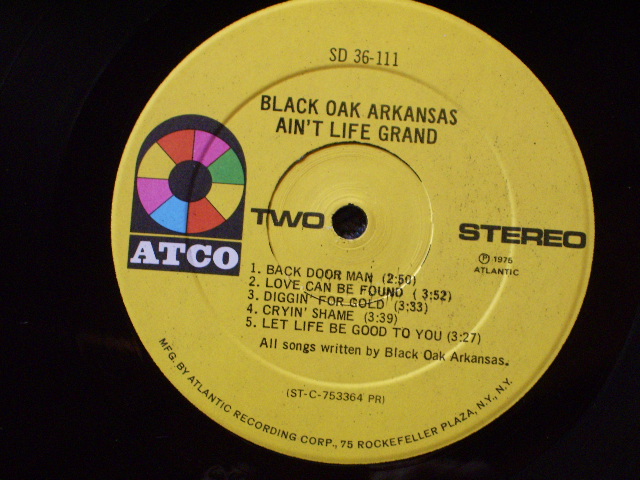 SD 36-111
BLACK OAK ARKANSAS
AIN'T LIFE GRAND
ATCO
TWO
STEREO
Ⓟ 1975
ATLANTIC
1. BACK DOOR MAN (2:50)
2. LOVE CAN BE FOUND (3:52)
3. DIGGIN' FOR GOLD (3:33)
4. CRYIN' SHAME (3:39)
5. LET LIFE BE GOOD TO YOU (3:27)
All songs written by Black Oak Arkansas.
(ST-C-753364 PR)
MFG. BY ATLANTIC RECORDING CORP., 75 ROCKEFELLER PLAZA, N.Y., N.Y.